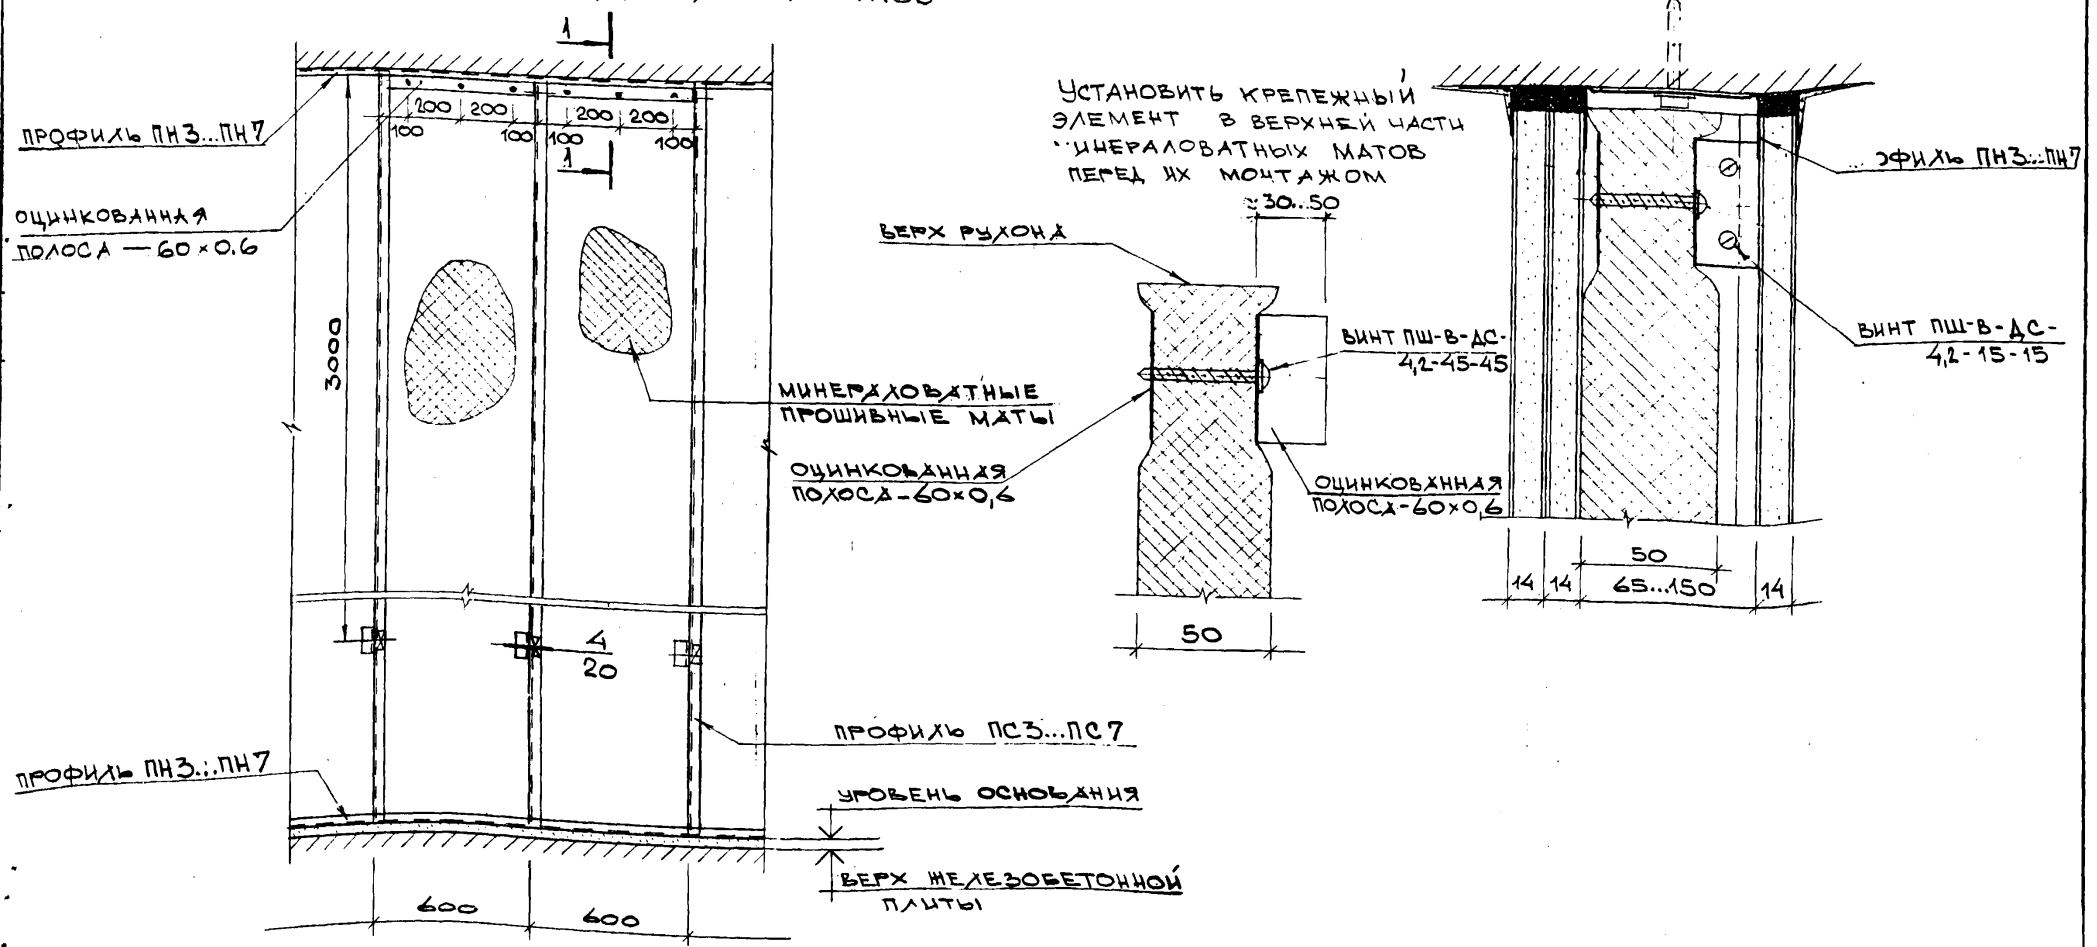 1
ПРОФИЛЬ ПН3...ПН7
200 200 200 200
100 100 100 100
1
ОЦИНКОВАННАЯ
ПОЛОСА — 60×0.6
3000
МИНЕРАЛОВАТНЫЕ
ПРОШИВНЫЕ МАТЫ
4
20
ПРОФИЛЬ ПС3...ПС7
ПРОФИЛЬ ПН3...ПН7
УРОВЕНЬ ОСНОВАНИЯ
ВЕРХ ЖЕЛЕЗОБЕТОННОЙ
ПЛИТЫ
600 600
УСТАНОВИТЬ КРЕПЕЖНЫЙ
ЭЛЕМЕНТ В ВЕРХНЕЙ ЧАСТИ
ИНЕРАЛОВАТНЫХ МАТОВ
ПЕРЕД ИХ МОНТАЖОМ
≈30...50
ВЕРХ РУЛОНА
ВИНТ ПШ-В-ДС-
4,2-45-45
ОЦИНКОВАННАЯ
ПОЛОСА-60×0,6
ОЦИНКОВАННАЯ
ПОЛОСА-60×0,6
50
ОФИЛЬ ПН3...ПН7
ВИНТ ПШ-В-ДС-
4,2-15-15
50
14 14 65...150 14